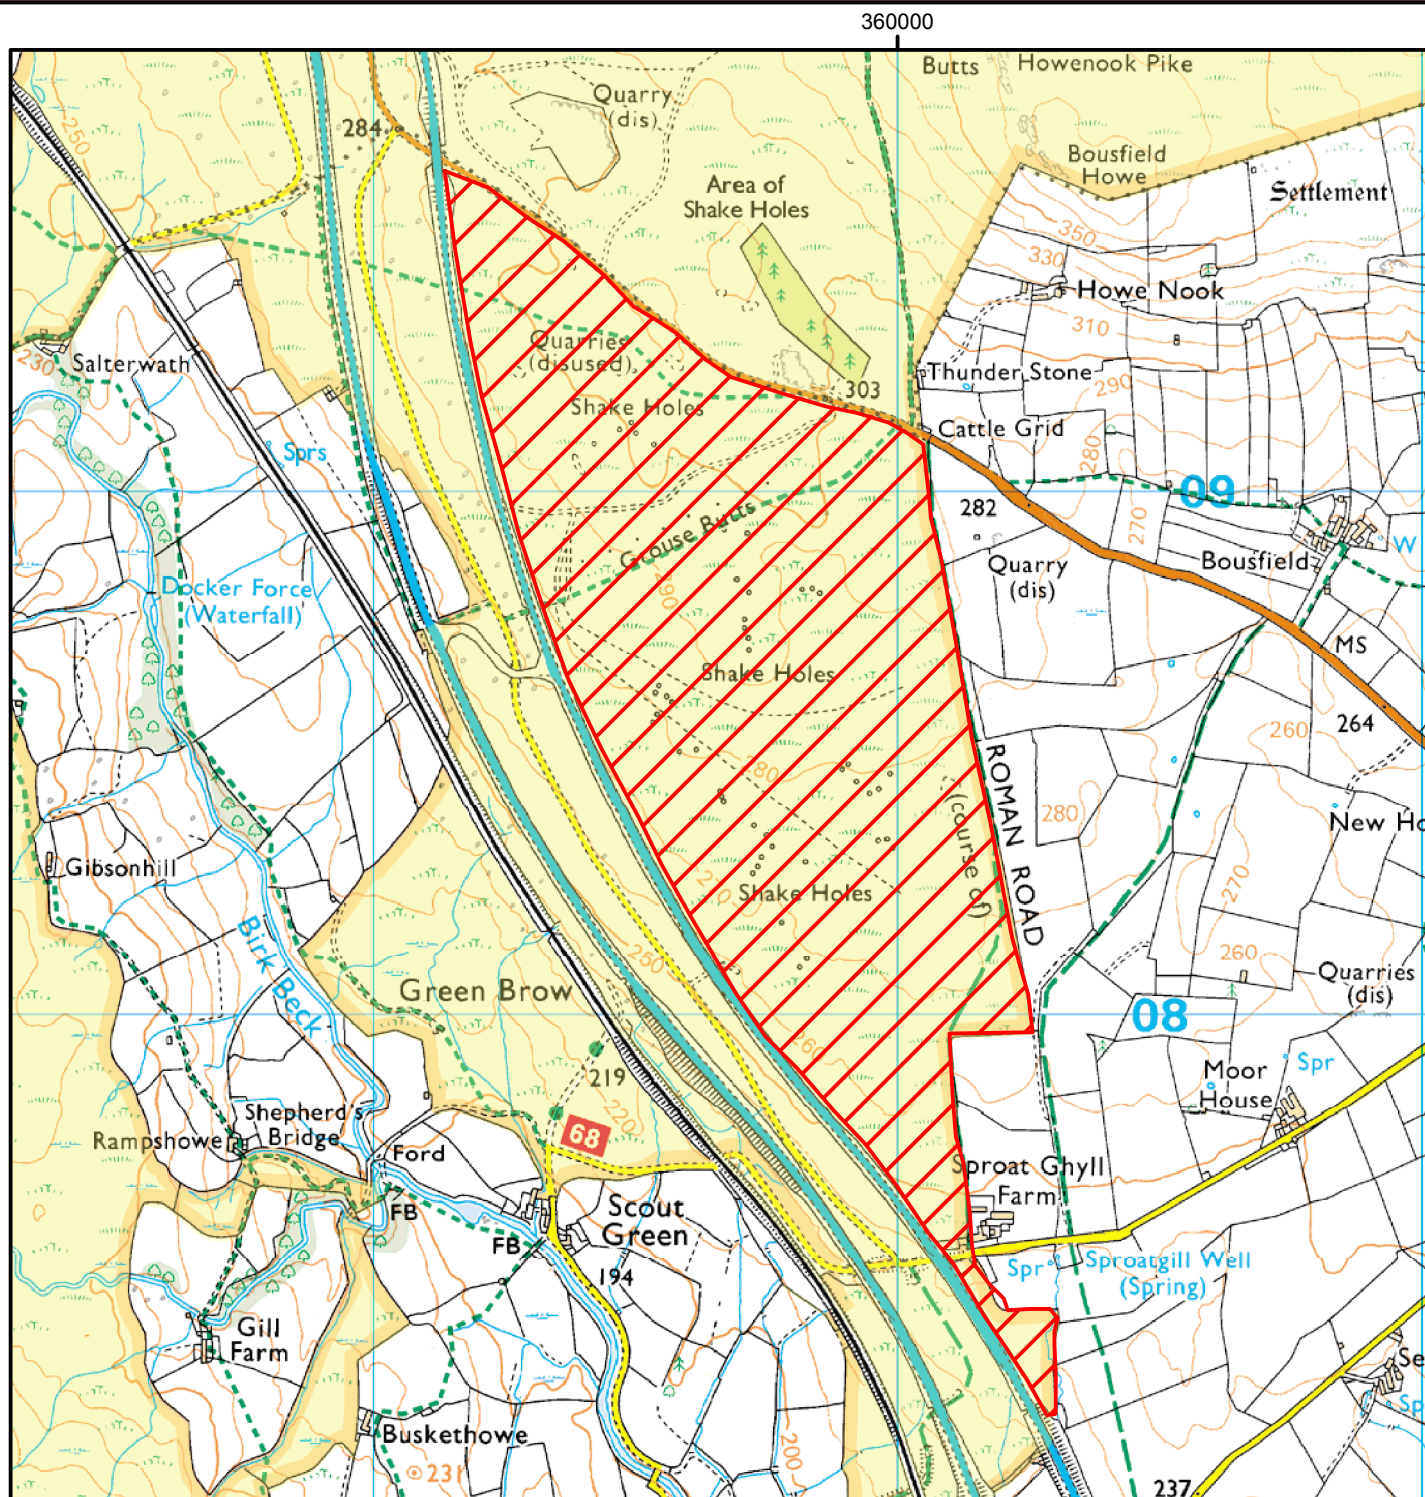 360000
Butts
Howenook Pike
Quarry
(dis)
284
250
Bousfield
Howe
Area of
Shake Holes
Settlement
350
330
Howe Nook
310
Quarries
(disused)
230
Salterwath
Thunder Stone
290
303
Shake Holes
Cattle Grid
280
Sprs
09
282
270
Grouse Butts
W
Bousfield
Quarry
(dis)
290
Docker Force
(Waterfall)
MS
Shake Holes
264
260
280
ROMAN ROAD
(course of)
280
New Ho
Gibsonhill
270
Shake Holes
270
Birk Beck
250
260
Quarries
(dis)
Green Brow
08
260
Spr
219
Moor
House
220
Shepherd's
Bridge
68
Rampshowe
Ford
Sproat Ghyll
Farm
FB
Scout
Green
FB
Spr
Sproatgill Well
(Spring)
194
Gill
Farm
Se
Sp
Buskethowe
200
231
237